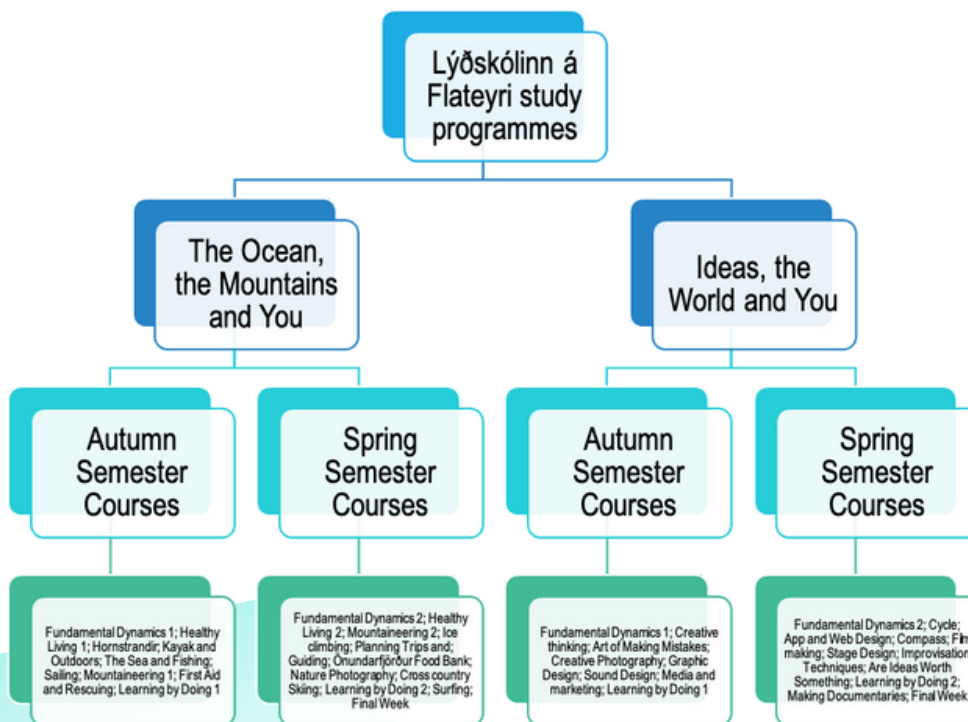 Lýðskólinn á
Flateyri study
programmes
The Ocean,
the Mountains
and You
Ideas, the
World and You
Autumn
Semester
Courses
Spring
Semester
Courses
Autumn
Semester
Courses
Spring
Semester
Courses
Fundamental Dynamics 1; Healthy
Living 1; Hornstrandir; Kayak and
Outdoors; The Sea and Fishing;
Sailing; Mountaineering 1; First Aid
and Rescuing; Learning by Doing 1
Fundamental Dynamics 2; Healthy
Living 2; Mountaineering 2; Ice
climbing; Planning Trips and;
Guiding; Önundarfjörður Food Bank;
Nature Photography; Cross country
Skiing; Learning by Doing 2; Surfing;
Final Week
Fundamental Dynamics 1; Creative
thinking; Art of Making Mistakes;
Creative Photography; Graphic
Design; Sound Design; Media and
marketing; Learning by Doing 1
Fundamental Dynamics 2; Cycle;
App and Web Design; Compass; Film
making; Stage Design; Improvisation
Techniques; Are Ideas Worth
Something; Learning by Doing 2;
Making Documentaries; Final Week